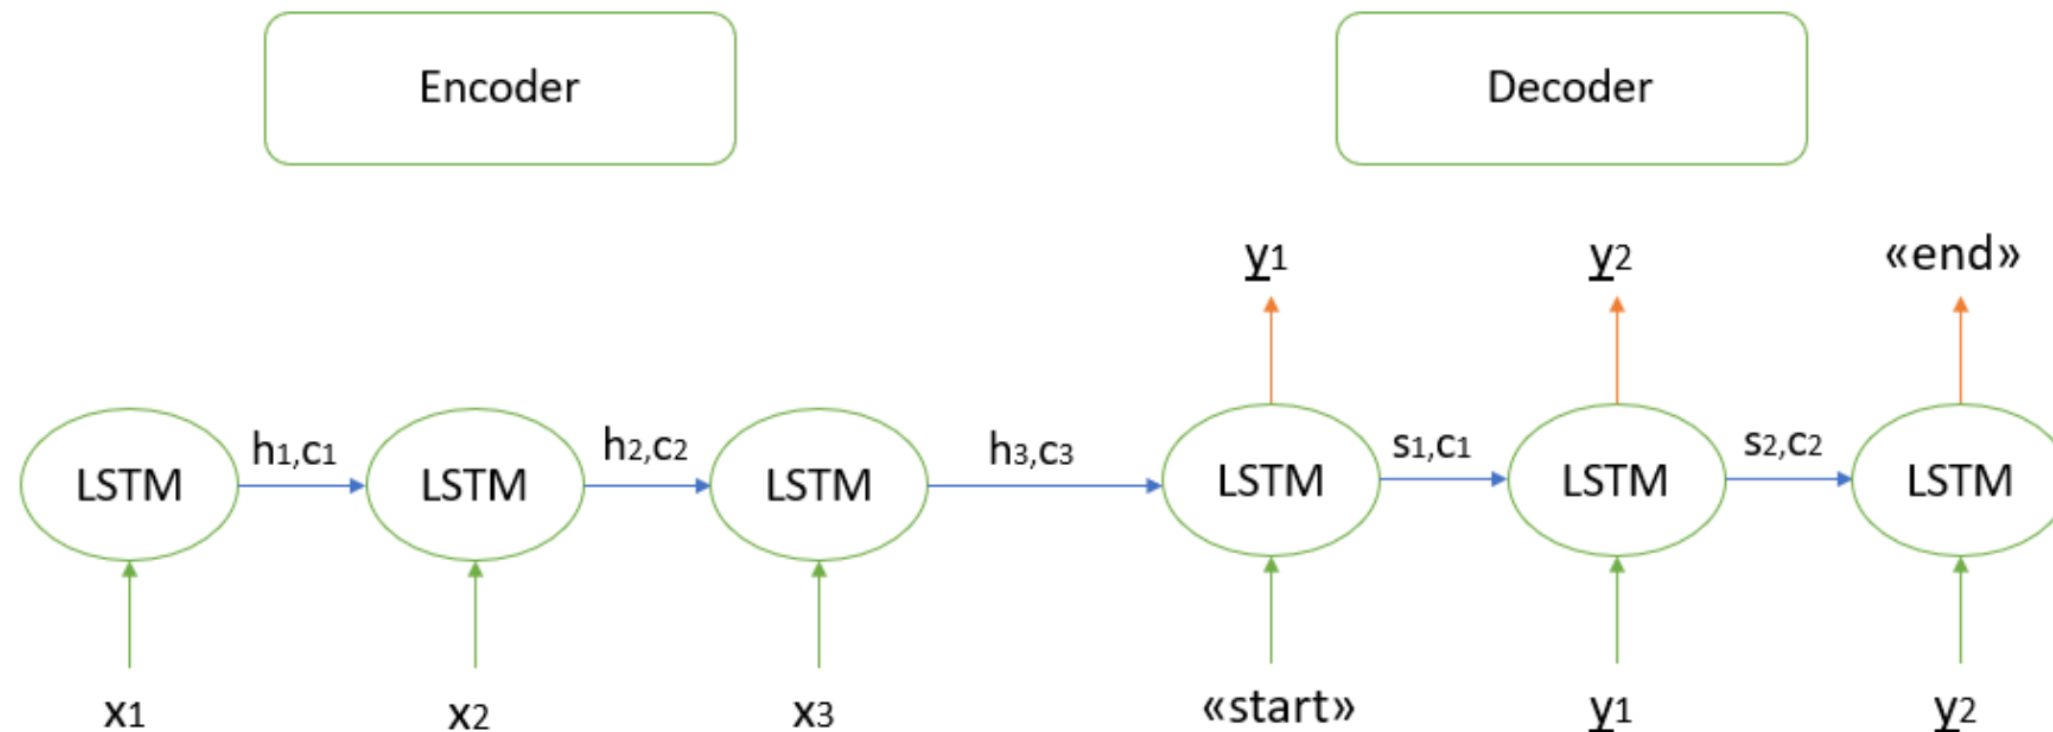 Encoder
Decoder
y1
y2
«end»
h1,c1
h2,c2
h3,c3
s1,c1
s2,c2
LSTM
LSTM
LSTM
LSTM
LSTM
LSTM
x1
x2
x3
«start»
y1
y2